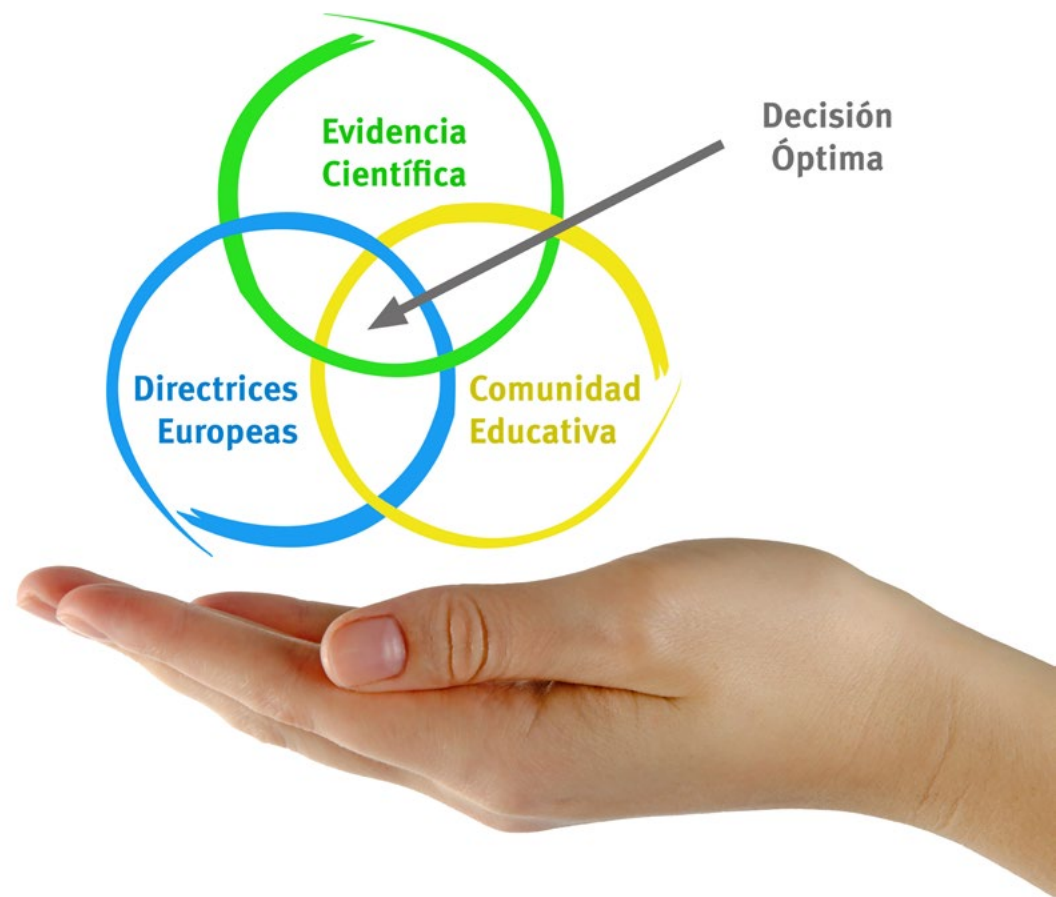 Evidencia
Científica
Decisión
Óptima
Directrices
Europeas
Comunidad
Educativa